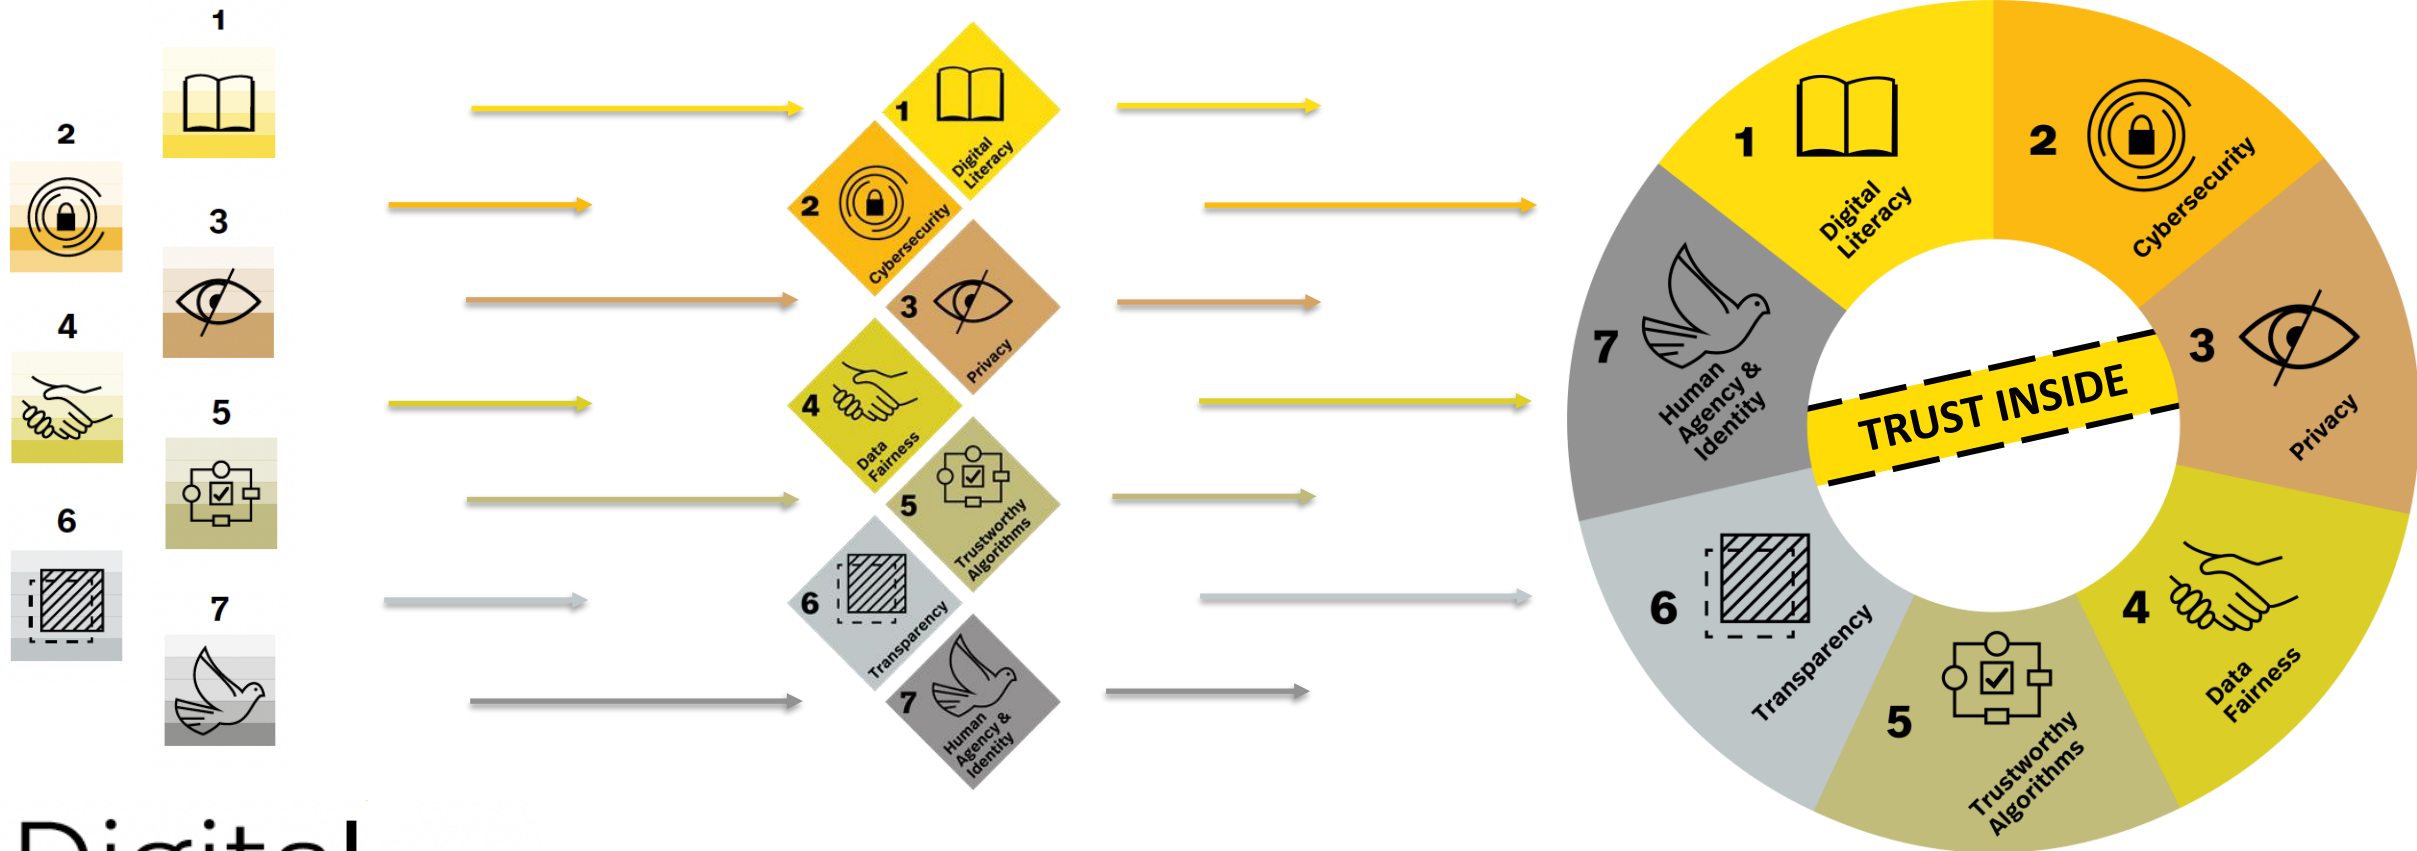 1
2
3
4
5
6
7
1
Digital
Literacy
2
Cybersecurity
3
Privacy
4
Data
Fairness
5
Trustworthy
Algorithms
6
Transparency
7
Human
Agency &
Identity
1
Digital
Literacy
2
Cybersecurity
3
Privacy
4
Data
Fairness
5
Trustworthy
Algorithms
6
Transparency
7
Human
Agency &
Identity
TRUST INSIDE
Digital